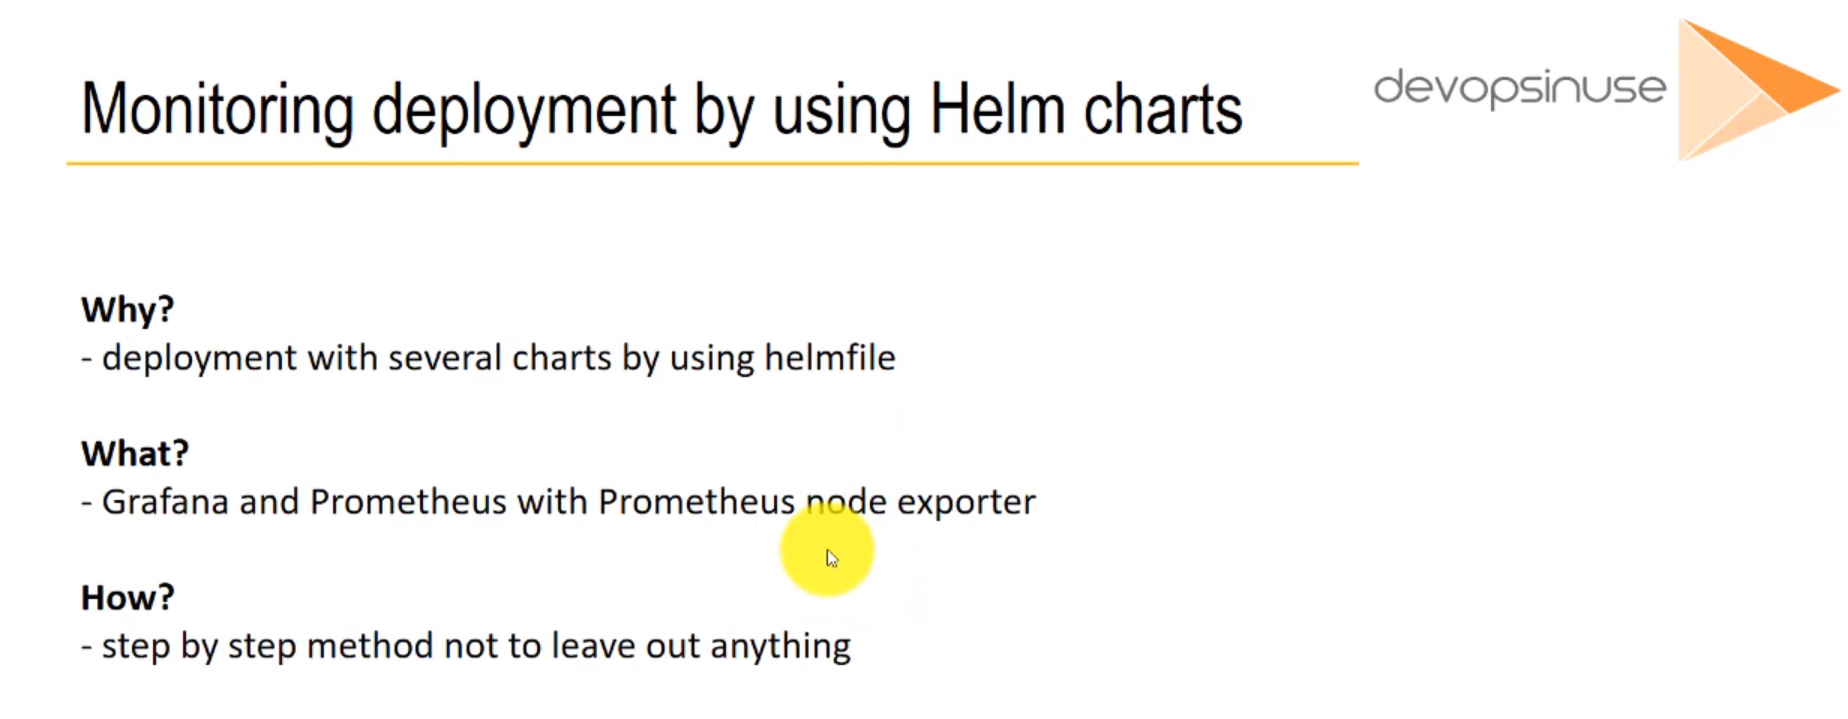 Monitoring deployment by using Helm charts
devopsinuse
Why?
- deployment with several charts by using helmfile
What?
- Grafana and Prometheus with Prometheus node exporter
How?
- step by step method not to leave out anything